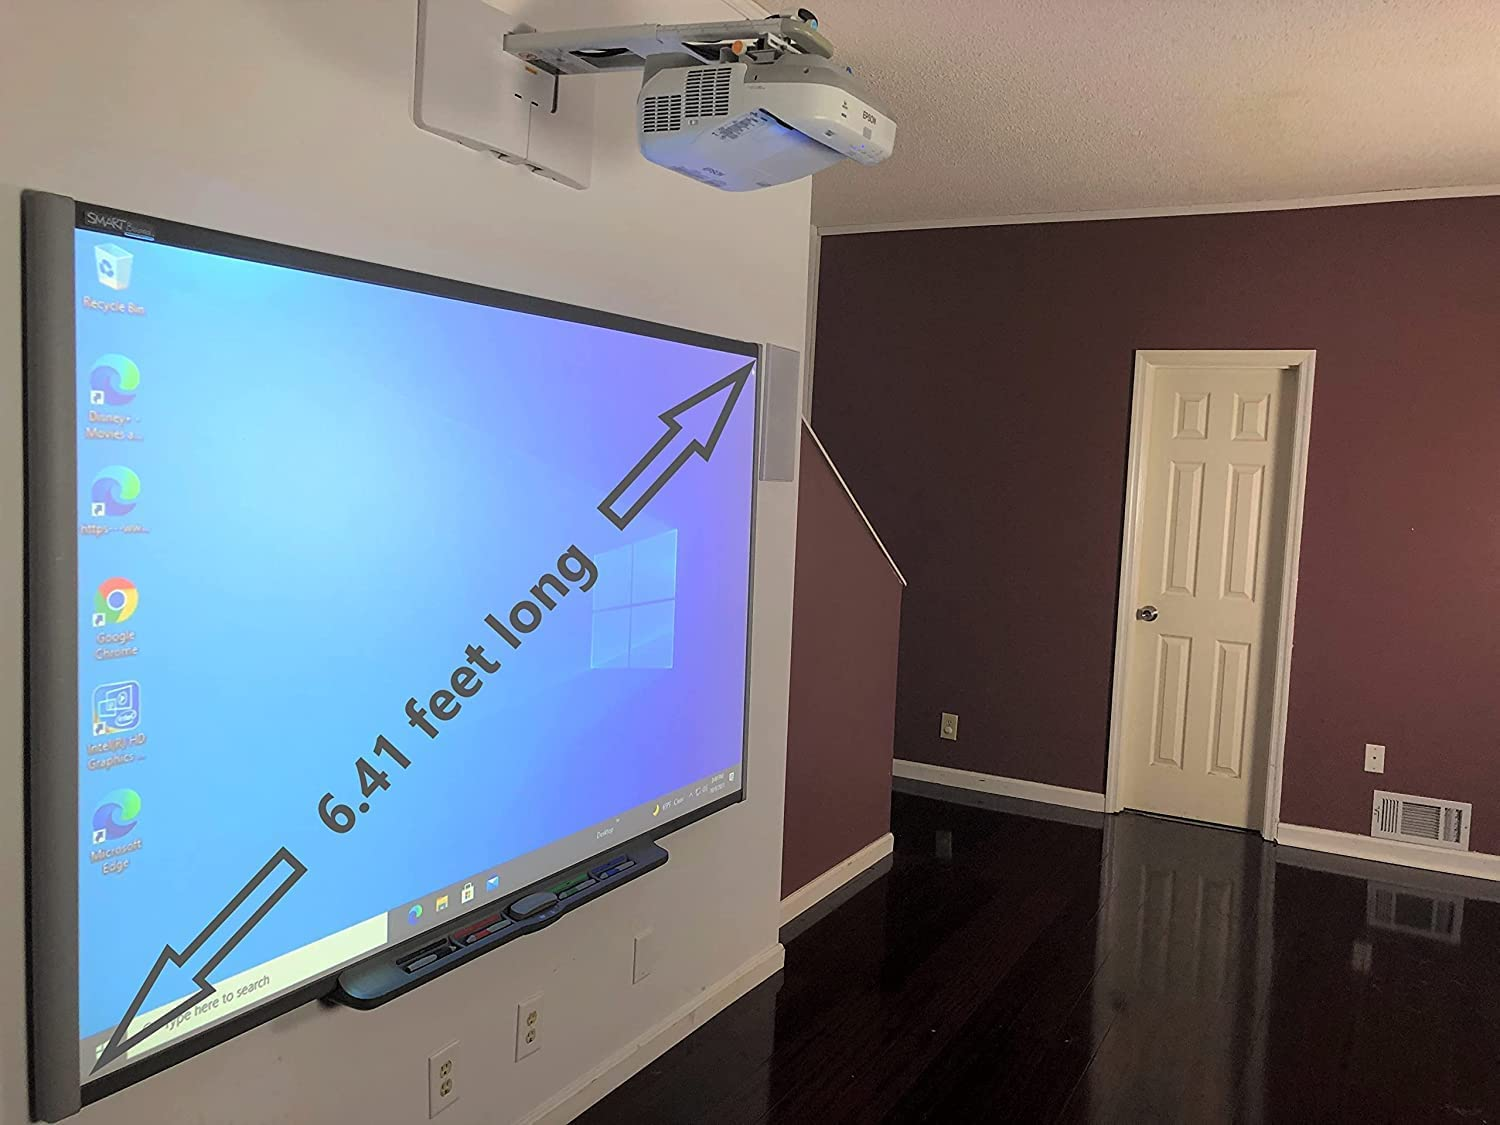 EPSON
EPSON
SMART
Recycle Bin
Disney+ -
Movies a...
Google
Chrome
Intel(R) HD
Graphics ...
Microsoft
Edge
6.41 feet long
Desktop
Type here to search